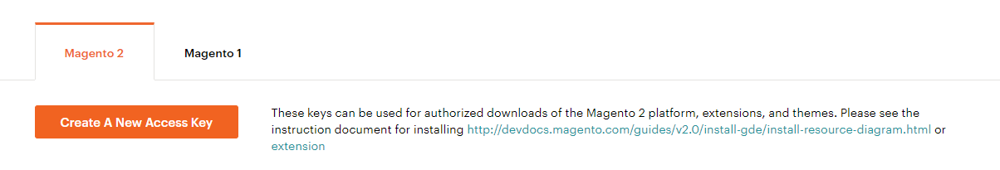 Magento 2
Magento 1
Create A New Access Key
These keys can be used for authorized downloads of the Magento 2 platform, extensions, and themes. Please see the
instruction document for installing http://devdocs.magento.com/guides/v2.0/install-gde/install-resource-diagram.html or
extension